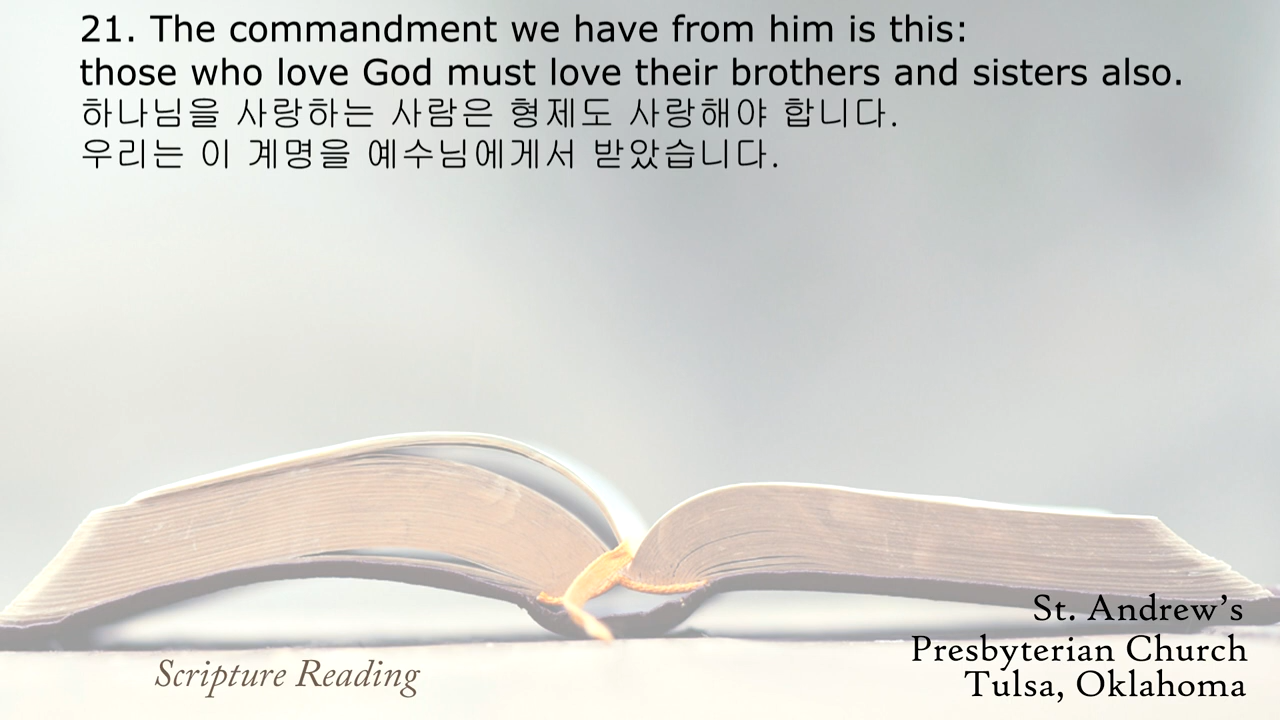 21. The commandment we have from him is this:
those who love God must love their brothers and sisters also.
하나님을 사랑하는 사람은 형제도 사랑해야 합니다.
우리는 이 계명을 예수님에게서 받았습니다.
St. Andrew’s
Presbyterian Church
Scripture Reading
Tulsa, Oklahoma